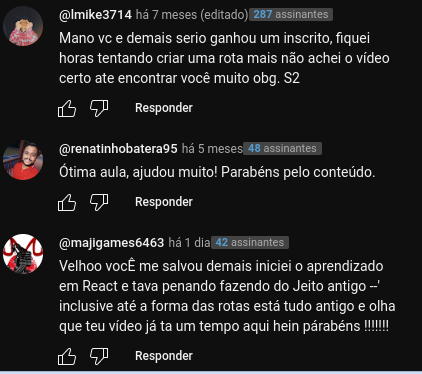 @lmike3714 há 7 meses (editado) 287 assinantes
Mano vc e demais serio ganhou um inscrito, fiquei
horas tentando criar uma rota mais não achei o vídeo
certo ate encontrar você muito obg. S2
Responder
@renatinhobatera95 há 5 meses 48 assinantes
Ótima aula, ajudou muito! Parabéns pelo conteúdo.
Responder
@majigames6463 há 1 dia 42 assinantes
Velhoo vocÊ me salvou demais iniciei o aprendizado
em React e tava penando fazendo do Jeito antigo --'
inclusive até a forma das rotas está tudo antigo e olha
que teu vídeo já ta um tempo aqui hein párabéns !!!!!!!
Responder